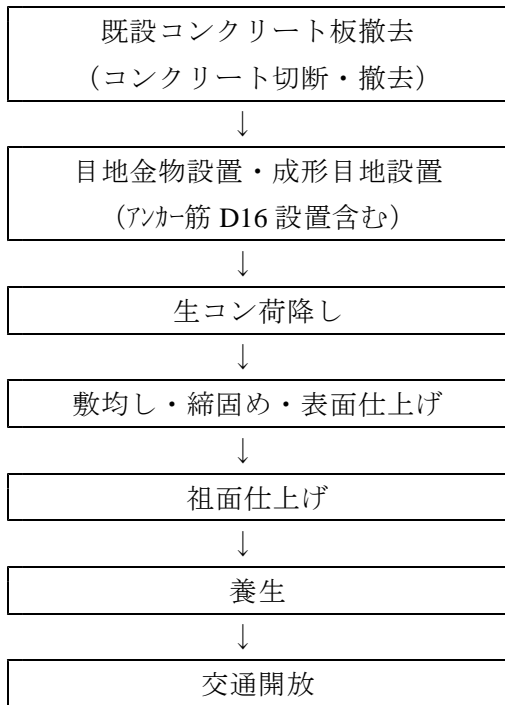 既設コンクリート板撤去
（コンクリート切断・撤去）
↓
目地金物設置・成形目地設置
（ｱﾝｶｰ筋 D16 設置含む）
↓
生コン荷降し
↓
敷均し・締固め・表面仕上げ
↓
祖面仕上げ
↓
養生
↓
交通開放